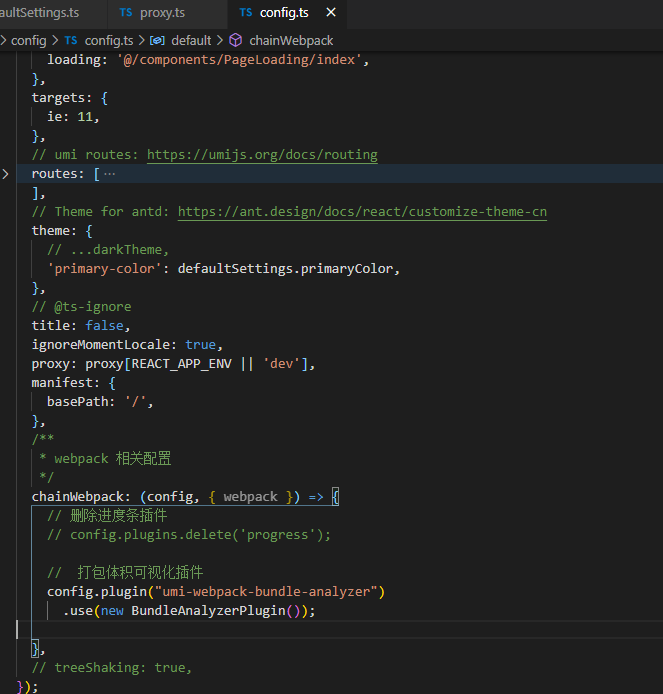 aultSettings.ts TS proxy.ts TS config.ts ×
> config > TS config.ts > default > chainWebpack
loading: '@/components/PageLoading/index',
},
targets: {
ie: 11,
},
// umi routes: https://umijs.org/docs/routing
routes: [ ···
],
// Theme for antd: https://ant.design/docs/react/customize-theme-cn
theme: {
// ...darkTheme,
'primary-color': defaultSettings.primaryColor,
},
// @ts-ignore
title: false,
ignoreMomentLocale: true,
proxy: proxy[REACT_APP_ENV || 'dev'],
manifest: {
basePath: '/',
},
/**
* webpack 相关配置
*/
chainWebpack: (config, { webpack }) => {
// 删除进度条插件
// config.plugins.delete('progress');
// 打包体积可视化插件
config.plugin("umi-webpack-bundle-analyzer")
.use(new BundleAnalyzerPlugin());
},
// treeShaking: true,
});